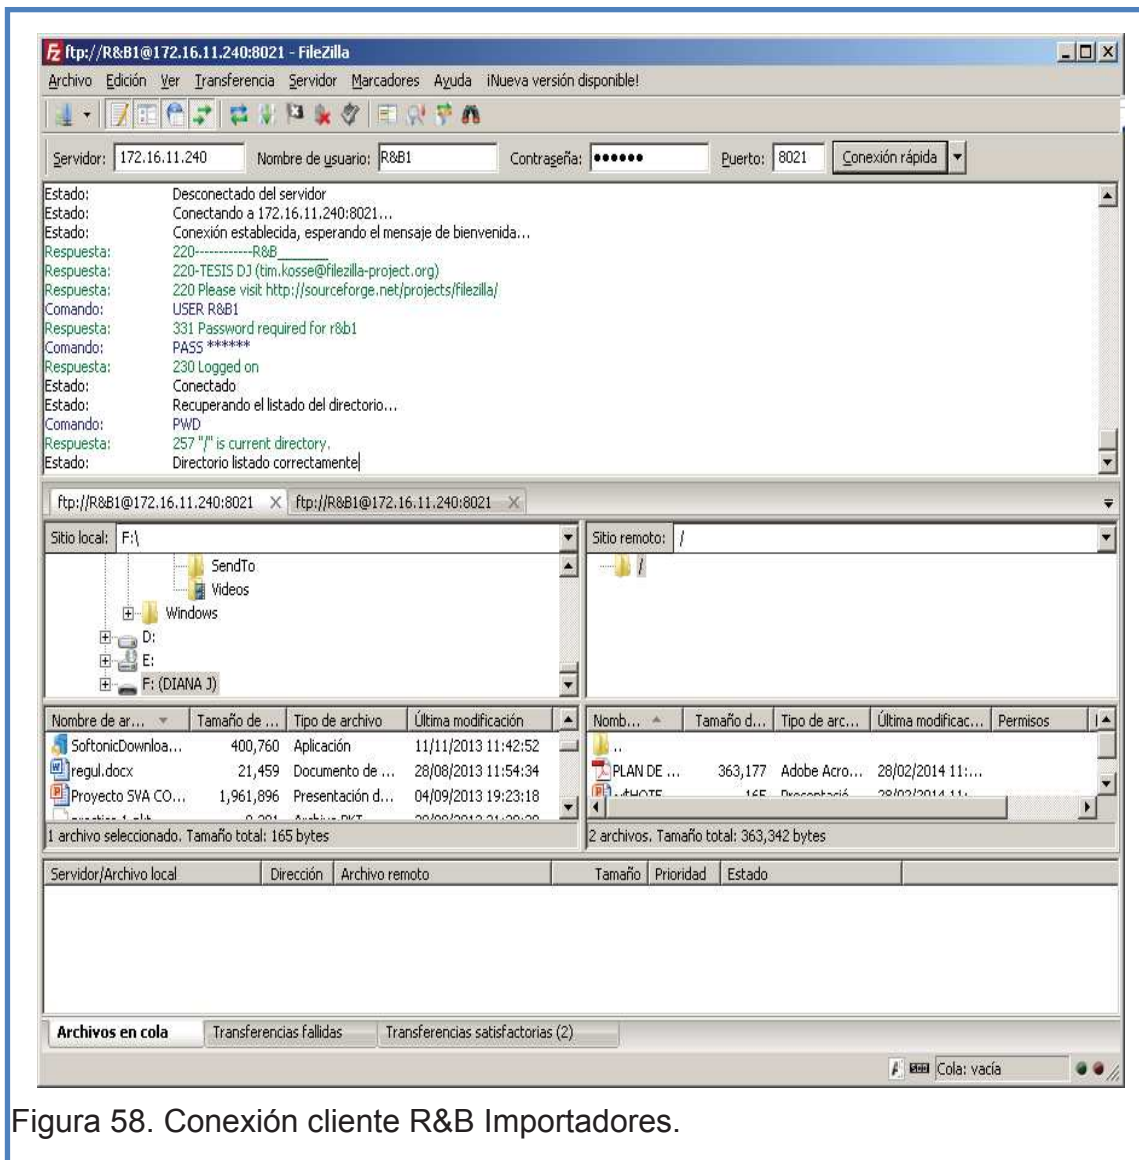 ftp://R&B1@172.16.11.240:8021 - FileZilla
Archivo Edición Ver Transferencia Servidor Marcadores Ayuda ¡Nueva versión disponible!
Servidor: 172.16.11.240 Nombre de usuario: R&B1 Contraseña: ●●●●●● Puerto: 8021 Conexión rápida
Estado: Desconectado del servidor
Estado: Conectando a 172.16.11.240:8021...
Estado: Conexión establecida, esperando el mensaje de bienvenida...
Respuesta: 220------------R&B_______
Respuesta: 220-TESIS DJ (tim.kosse@filezilla-project.org)
Respuesta: 220 Please visit http://sourceforge.net/projects/filezilla/
Comando: USER R&B1
Respuesta: 331 Password required for r&b1
Comando: PASS ******
Respuesta: 230 Logged on
Estado: Conectado
Estado: Recuperando el listado del directorio...
Comando: PWD
Respuesta: 257 "/" is current directory.
Estado: Directorio listado correctamente
ftp://R&B1@172.16.11.240:8021 ftp://R&B1@172.16.11.240:8021
Sitio local: F:\
SendTo
Videos
Windows
D:
E:
F: (DIANA J)
Sitio remoto: /
/
Nombre de ar... Tamaño de ... Tipo de archivo Última modificación
SoftonicDownloa... 400,760 Aplicación 11/11/2013 11:42:52
regul.docx 21,459 Documento de ... 28/08/2013 11:54:34
Proyecto SVA CO... 1,961,896 Presentación d... 04/09/2013 19:23:18
1 archivo seleccionado. Tamaño total: 165 bytes
Nomb... Tamaño d... Tipo de arc... Última modificac... Permisos
..
PLAN DE ... 363,177 Adobe Acro... 28/02/2014 11:...
2 archivos. Tamaño total: 363,342 bytes
Servidor/Archivo local Dirección Archivo remoto Tamaño Prioridad Estado
Archivos en cola Transferencias fallidas Transferencias satisfactorias (2)
Cola: vacía
Figura 58. Conexión cliente R&B Importadores.